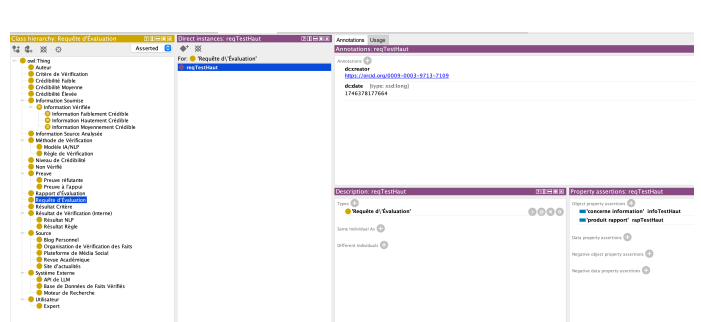 Class hierarchy: Requête d'Évaluation
Asserted
owl:Thing
Auteur
Critère de Vérification
Crédibilité Faible
Crédibilité Moyenne
Crédibilité Élevée
Information Soumise
Information Vérifiée
Information Faiblement Crédible
Information Hautement Crédible
Information Moyennement Crédible
Information Source Analysée
Méthode de Vérification
Modèle IA/NLP
Règle de Vérification
Niveau de Crédibilité
Non Vérifié
Preuve
Preuve réfutante
Preuve à l'appui
Rapport d'Évaluation
Requête d'Évaluation
Résultat Critère
Résultat de Vérification (Interne)
Résultat NLP
Résultat Règle
Source
Blog Personnel
Organisation de Vérification des Faits
Plateforme de Média Social
Revue Académique
Site d'actualités
Système Externe
API de LLM
Base de Données de Faits Vérifiés
Moteur de Recherche
Utilisateur
Expert
Direct instances: reqTestHaut
For: 'Requête d\'Évaluation'
reqTestHaut
Annotations Usage
Annotations: reqTestHaut
Annotations
dc:creator
https://orcid.org/0009-0003-9713-7109
dc:date [type: xsd:long]
1746378177664
Description: reqTestHaut
Types
'Requête d\'Évaluation'
Same Individual As
Different Individuals
Property assertions: reqTestHaut
Object property assertions
'concerne information' infoTestHaut
'produit rapport' rapTestHaut
Data property assertions
Negative object property assertions
Negative data property assertions